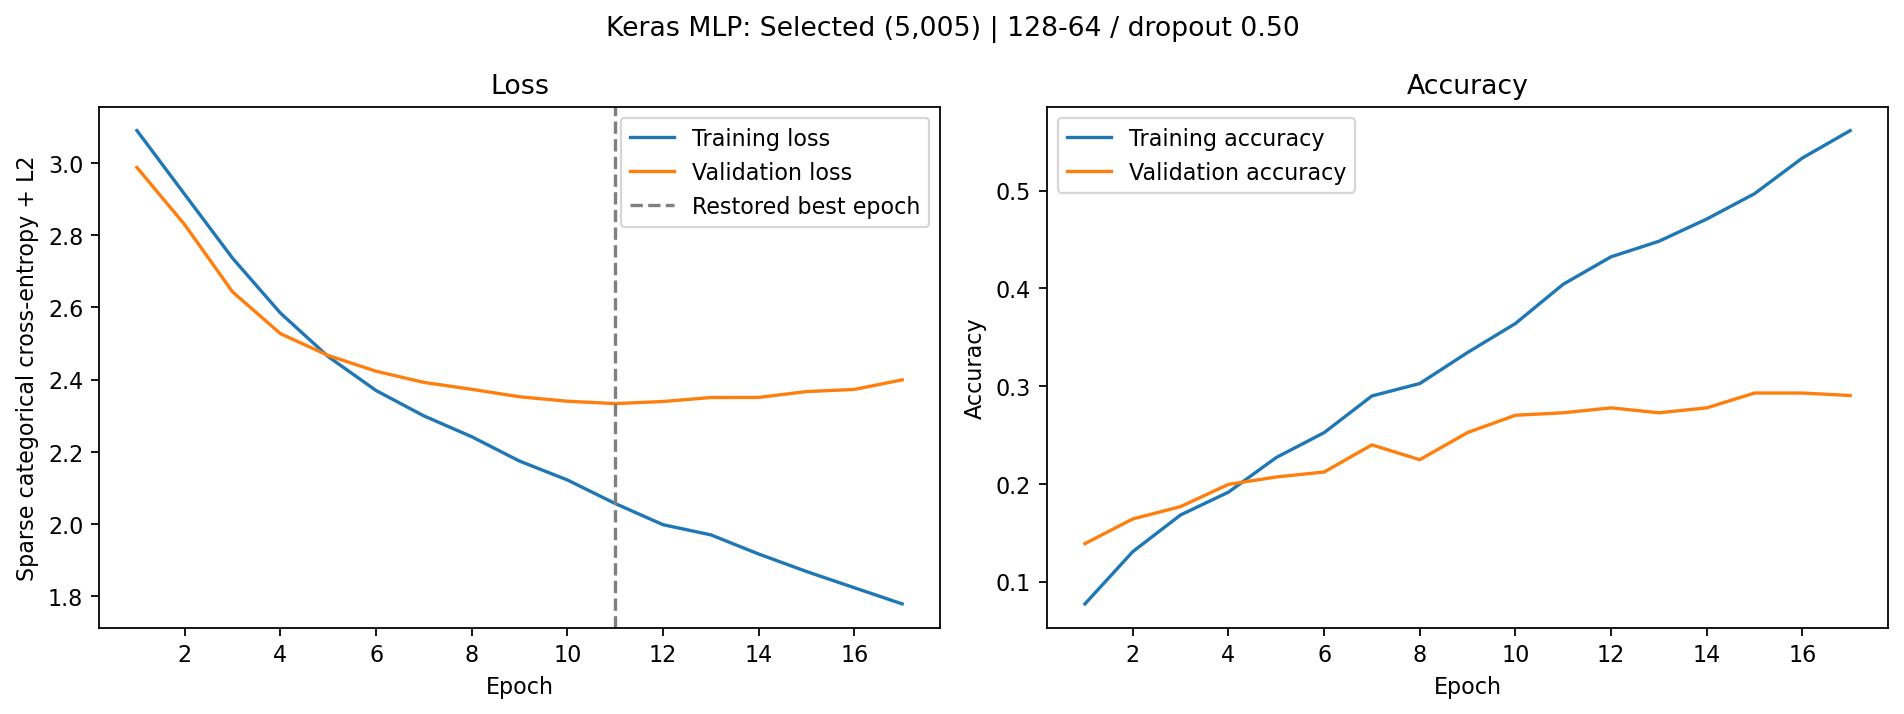 Keras MLP: Selected (5,005) | 128-64 / dropout 0.50
Loss
Sparse categorical cross-entropy + L2
3.0
2.8
2.6
2.4
2.2
2.0
1.8
Training loss
Validation loss
Restored best epoch
2 4 6 8 10 12 14 16
Epoch
Accuracy
Accuracy
0.5
0.4
0.3
0.2
0.1
Training accuracy
Validation accuracy
2 4 6 8 10 12 14 16
Epoch